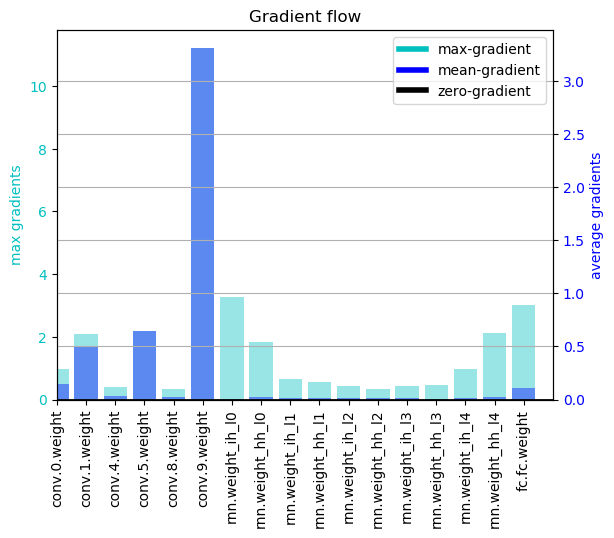 Gradient flow
max-gradient
mean-gradient
zero-gradient
10
8
6
4
2
0
max gradients
3.0
2.5
2.0
1.5
1.0
0.5
0.0
average gradients
conv.0.weight
conv.1.weight
conv.4.weight
conv.5.weight
conv.8.weight
conv.9.weight
rnn.weight_ih_l0
rnn.weight_hh_l0
rnn.weight_ih_l1
rnn.weight_hh_l1
rnn.weight_ih_l2
rnn.weight_hh_l2
rnn.weight_ih_l3
rnn.weight_hh_l3
rnn.weight_ih_l4
rnn.weight_hh_l4
fc.fc.weight